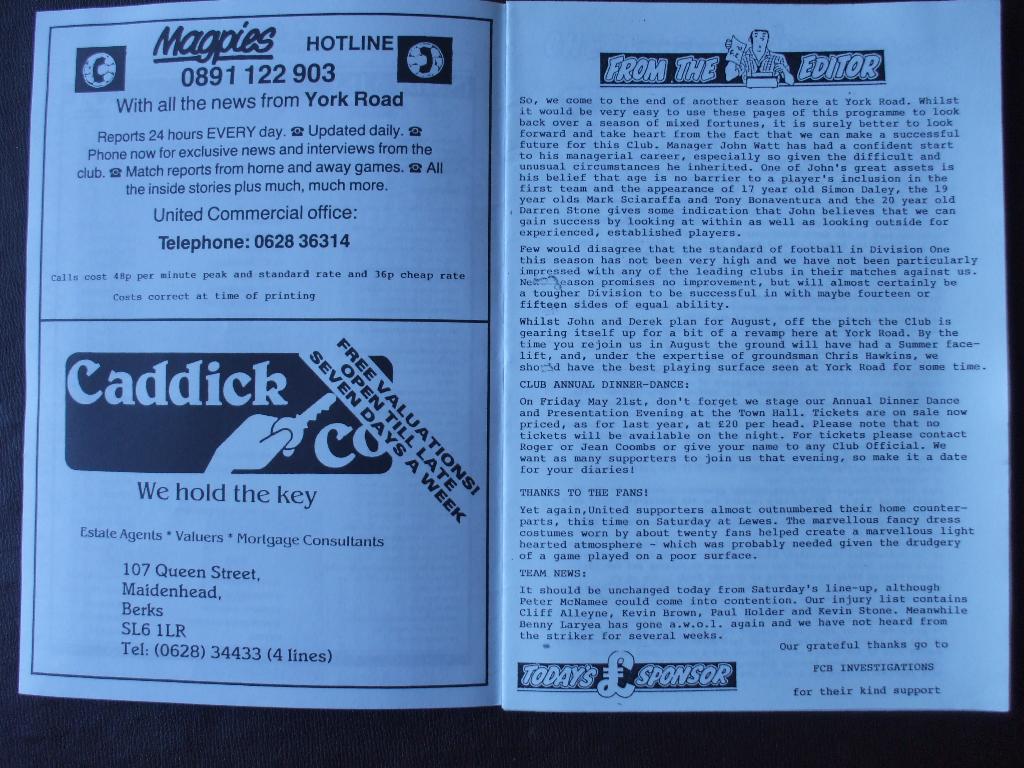 Magpies HOTLINE
0891 122 903
With all the news from York Road
Reports 24 hours EVERY day. ☎ Updated daily. ☎
Phone now for exclusive news and interviews from the
club. ☎ Match reports from home and away games. ☎ All
the inside stories plus much, much more.
United Commercial office:
Telephone: 0628 36314
Calls cost 48p per minute peak and standard rate and 36p cheap rate
Costs correct at time of printing
Caddick
& Co
FREE VALUATIONS!
OPEN TILL LATE
SEVEN DAYS A WEEK
We hold the key
Estate Agents * Valuers * Mortgage Consultants
107 Queen Street,
Maidenhead,
Berks
SL6 1LR
Tel: (0628) 34433 (4 lines)
FROM THE EDITOR
So, we come to the end of another season here at York Road. Whilst
it would be very easy to use these pages of this programme to look
back over a season of mixed fortunes, it is surely better to look
forward and take heart from the fact that we can make a successful
future for this Club. Manager John Watt has had a confident start
to his managerial career, especially so given the difficult and
unusual circumstances he inherited. One of John's great assets is
his belief that age is no barrier to a player's inclusion in the
first team and the appearance of 17 year old Simon Daley, the 19
year olds Mark Sciaraffa and Tony Bonaventura and the 20 year old
Darren Stone gives some indication that John believes that we can
gain success by looking at within as well as looking outside for
experienced, established players.
Few would disagree that the standard of football in Division One
this season has not been very high and we have not been particularly
impressed with any of the leading clubs in their matches against us.
New season promises no improvement, but will almost certainly be
a tougher Division to be successful in with maybe fourteen or
fifteen sides of equal ability.
Whilst John and Derek plan for August, off the pitch the Club is
gearing itself up for a bit of a revamp here at York Road. By the
time you rejoin us in August the ground will have had a Summer face-
lift, and, under the expertise of groundsman Chris Hawkins, we
should have the best playing surface seen at York Road for some time.
CLUB ANNUAL DINNER-DANCE:
On Friday May 21st, don't forget we stage our Annual Dinner Dance
and Presentation Evening at the Town Hall. Tickets are on sale now
priced, as for last year, at £20 per head. Please note that no
tickets will be available on the night. For tickets please contact
Roger or Jean Coombs or give your name to any Club Official. We
want as many supporters to join us that evening, so make it a date
for your diaries!
THANKS TO THE FANS!
Yet again,United supporters almost outnumbered their home counter-
parts, this time on Saturday at Lewes. The marvellous fancy dress
costumes worn by about twenty fans helped create a marvellous light
hearted atmosphere - which was probably needed given the drudgery
of a game played on a poor surface.
TEAM NEWS:
It should be unchanged today from Saturday's line-up, although
Peter McNamee could come into contention. Our injury list contains
Cliff Alleyne, Kevin Brown, Paul Holder and Kevin Stone. Meanwhile
Benny Laryea has gone a.w.o.l. again and we have not heard from
the striker for several weeks.
TODAY'S £ SPONSOR
Our grateful thanks go to
FCB INVESTIGATIONS
for their kind support